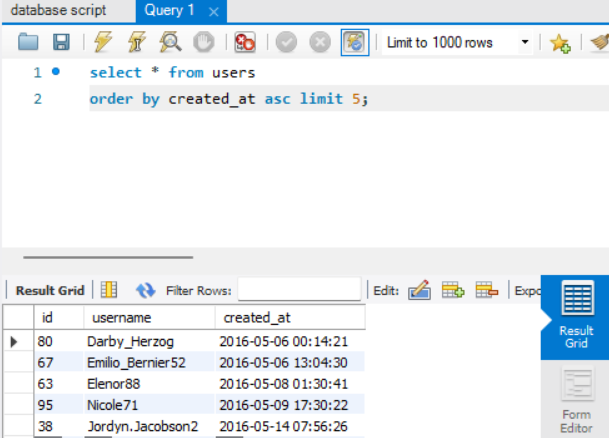 database script
Query 1
Limit to 1000 rows
1 select * from users
2 order by created_at asc limit 5;
Result Grid
Filter Rows:
Edit:
id username created_at
80 Darby_Herzog 2016-05-06 00:14:21
67 Emilio_Bernier52 2016-05-06 13:04:30
63 Elenor88 2016-05-08 01:30:41
95 Nicole71 2016-05-09 17:30:22
38 Jordyn.Jacobson2 2016-05-14 07:56:26
Result
Grid
Form
Editor